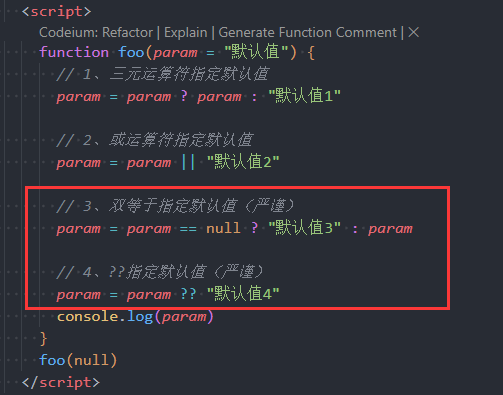 <script>
Codeium: Refactor | Explain | Generate Function Comment | ×
function foo(param = "默认值") {
// 1、三元运算符指定默认值
param = param ? param : "默认值1"
// 2、或运算符指定默认值
param = param || "默认值2"
// 3、双等于指定默认值（严谨）
param = param == null ? "默认值3" : param
// 4、??指定默认值（严谨）
param = param ?? "默认值4"
console.log(param)
}
foo(null)
</script>